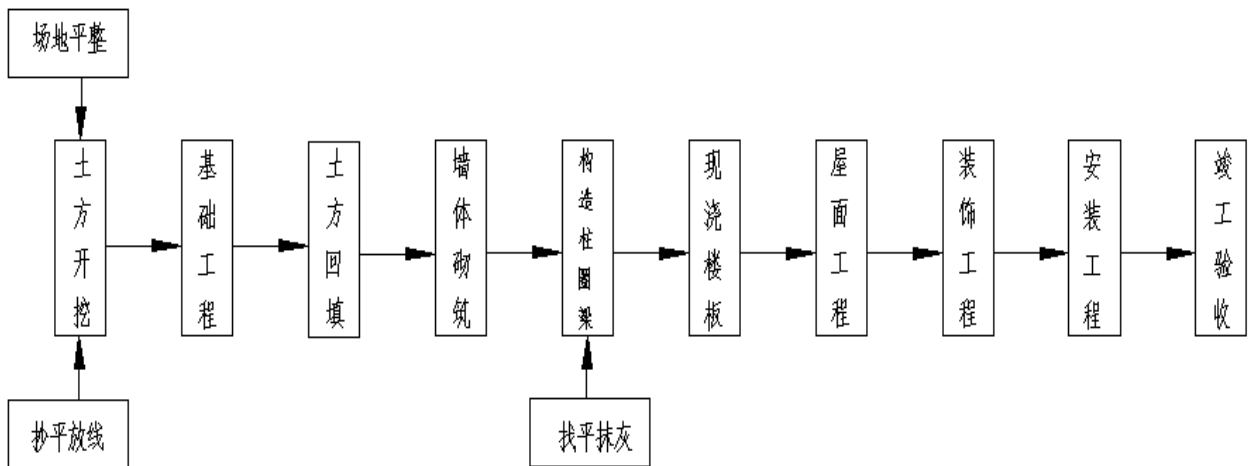 场地平整
土方开挖
基础工程
土方回填
墙体砌筑
构造柱圈梁
现浇楼板
屋面工程
装饰工程
安装工程
竣工验收
抄平放线
找平抹灰